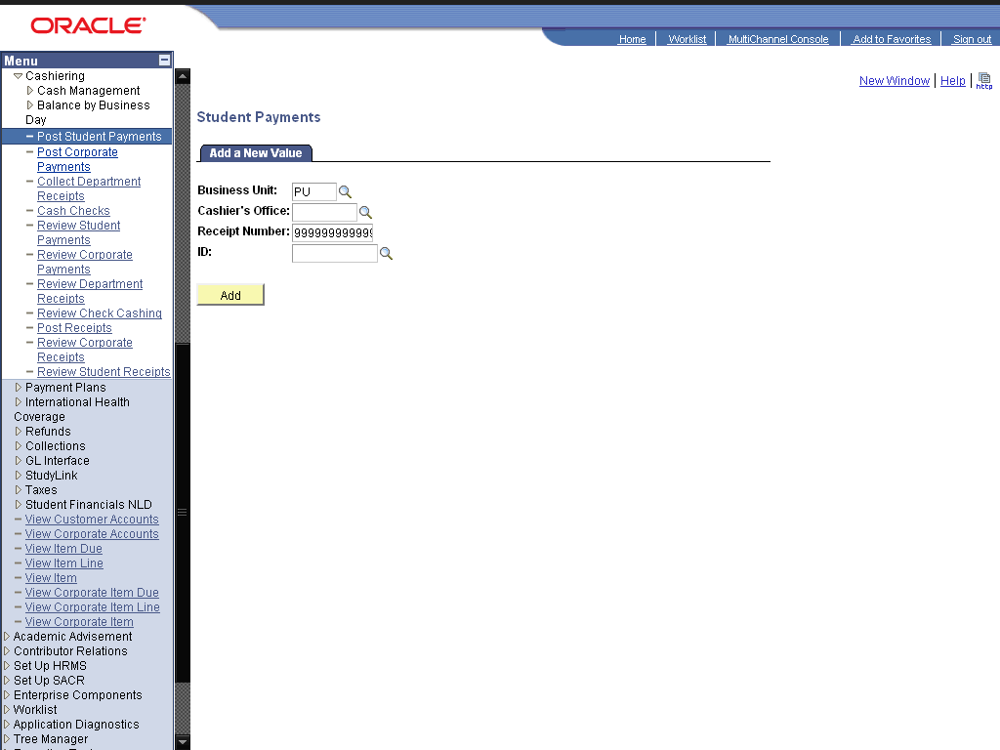 ORACLE
Home
Worklist
MultiChannel Console
Add to Favorites
Sign out
Menu
New Window
Help
http
Cashiering
Cash Management
Balance by Business
Day
Post Student Payments
Post Corporate
Payments
Collect Department
Receipts
Cash Checks
Review Student
Payments
Review Corporate
Payments
Review Department
Receipts
Review Check Cashing
Post Receipts
Review Corporate
Receipts
Review Student Receipts
Payment Plans
International Health
Coverage
Refunds
Collections
GL Interface
StudyLink
Taxes
Student Financials NLD
View Customer Accounts
View Corporate Accounts
View Item Due
View Item Line
View Item
View Corporate Item Due
View Corporate Item Line
View Corporate Item
Academic Advisement
Contributor Relations
Set Up HRMS
Set Up SACR
Enterprise Components
Worklist
Application Diagnostics
Tree Manager
Student Payments
Add a New Value
Business Unit: PU
Cashier's Office:
Receipt Number: 999999999999
ID:
Add